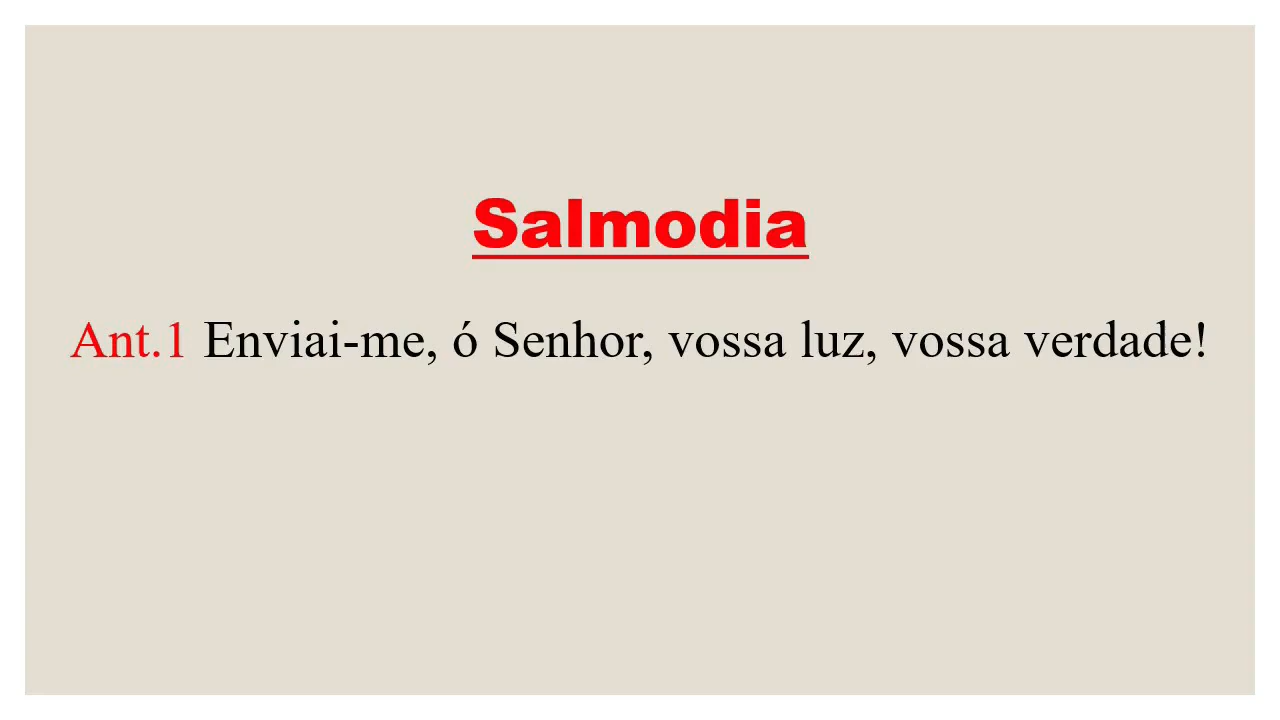 Salmodia
Ant.1 Enviai-me, ó Senhor, vossa luz, vossa verdade!